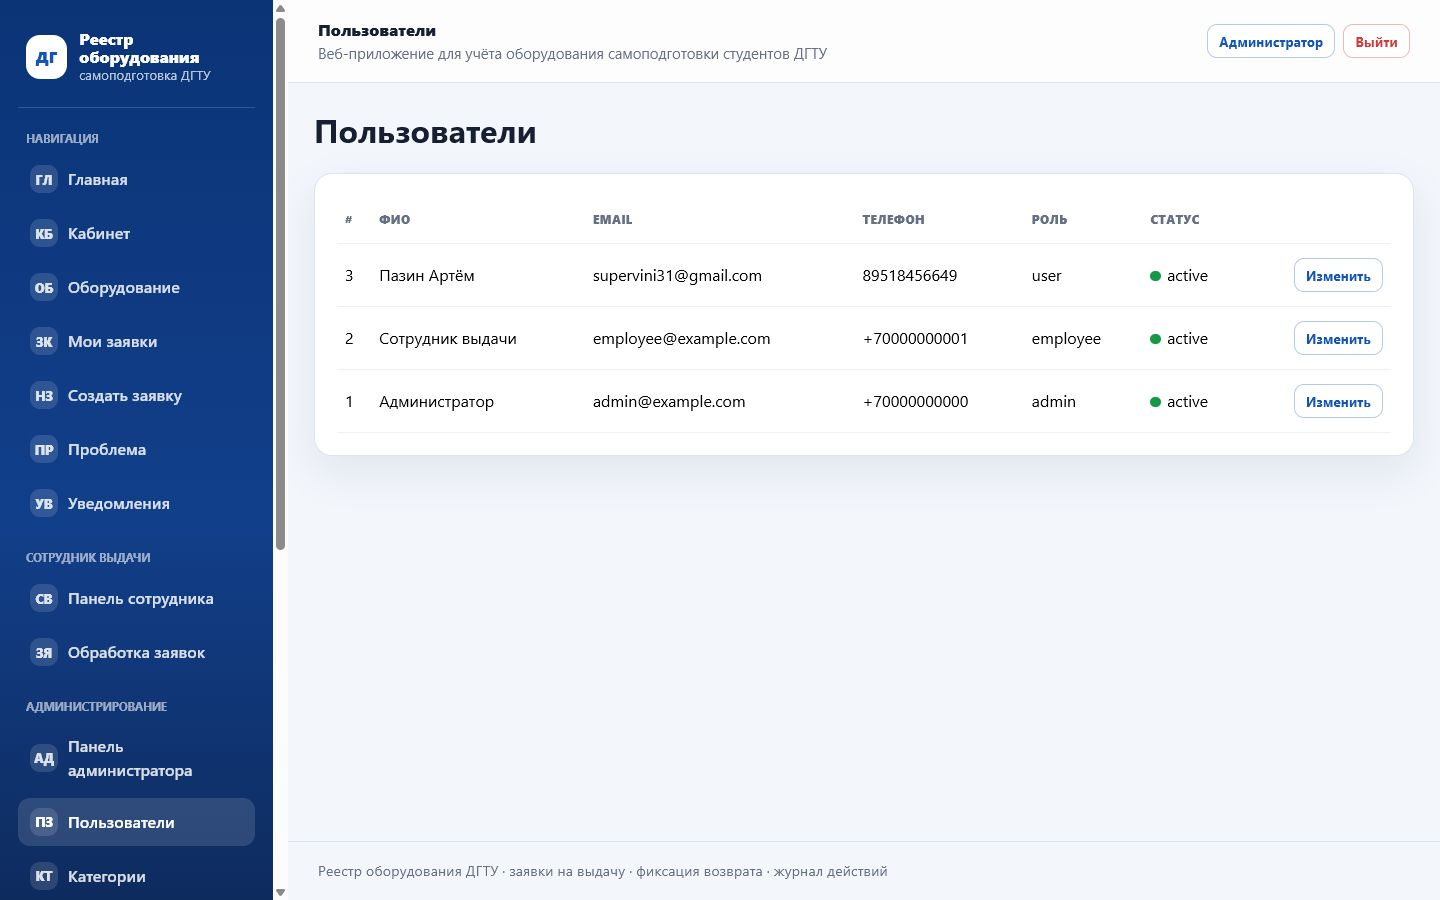 ДГ
Реестр
оборудования
самоподготовка ДГТУ
НАВИГАЦИЯ
ГЛ Главная
КБ Кабинет
ОБ Оборудование
ЗК Мои заявки
НЗ Создать заявку
ПР Проблема
УВ Уведомления
СОТРУДНИК ВЫДАЧИ
СВ Панель сотрудника
ЗЯ Обработка заявок
АДМИНИСТРИРОВАНИЕ
АД Панель
администратора
ПЗ Пользователи
КТ Категории
Пользователи
Веб-приложение для учёта оборудования самоподготовки студентов ДГТУ
Администратор Выйти
Пользователи
# ФИО EMAIL ТЕЛЕФОН РОЛЬ СТАТУС
3 Пазин Артём supervini31@gmail.com 89518456649 user active Изменить
2 Сотрудник выдачи employee@example.com +70000000001 employee active Изменить
1 Администратор admin@example.com +70000000000 admin active Изменить
Реестр оборудования ДГТУ · заявки на выдачу · фиксация возврата · журнал действий